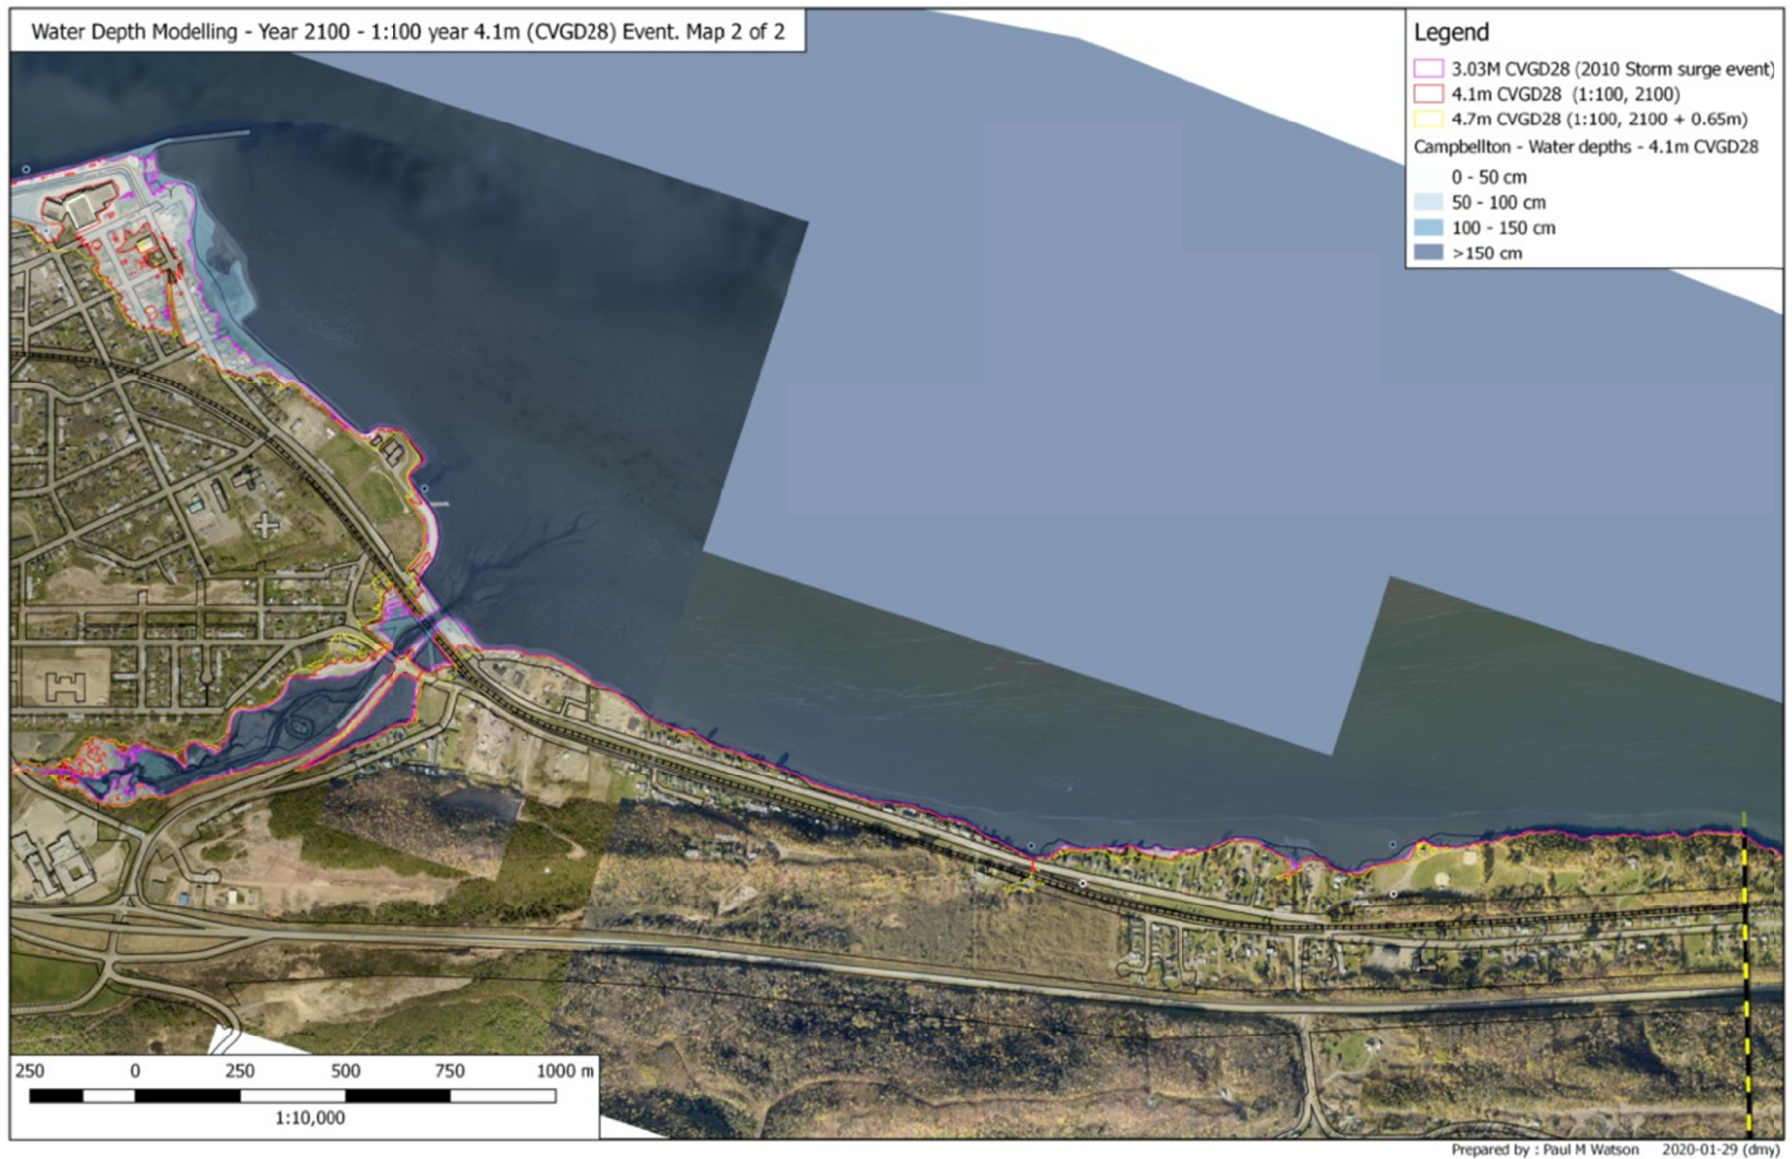 Water Depth Modelling - Year 2100 - 1:100 year 4.1m (CVGD28) Event. Map 2 of 2
Legend
3.03M CVGD28 (2010 Storm surge event)
4.1m CVGD28 (1:100, 2100)
4.7m CVGD28 (1:100, 2100 + 0.65m)
Campbellton - Water depths - 4.1m CVGD28
0 - 50 cm
50 - 100 cm
100 - 150 cm
>150 cm
250 0 250 500 750 1000 m
1:10,000
Prepared by : Paul M Watson 2020-01-29 (dmy)